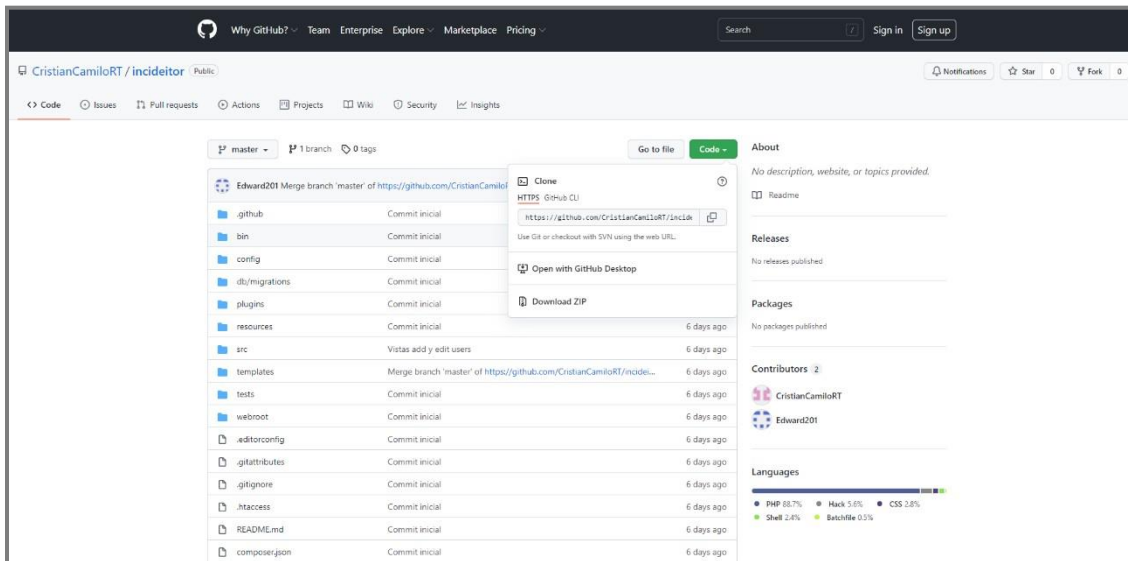 Why GitHub? Team Enterprise Explore Marketplace Pricing Search / Sign in Sign up
CristianCamiloRT / incideitor Public
Notifications Star 0 Fork 0
<> Code Issues Pull requests Actions Projects Wiki Security Insights
master 1 branch 0 tags Go to file Code
Clone
HTTPS GitHub CLI
https://github.com/CristianCamiloRT/incide
Use Git or checkout with SVN using the web URL.
Open with GitHub Desktop
Download ZIP
Edward201 Merge branch 'master' of https://github.com/CristianCamiloR
.github Commit inicial
bin Commit inicial
config Commit inicial
db/migrations Commit inicial
plugins Commit inicial
resources Commit inicial 6 days ago
src Vistas add y edit users 6 days ago
templates Merge branch 'master' of https://github.com/CristianCamiloRT/incidei... 6 days ago
tests Commit inicial 6 days ago
webroot Commit inicial 6 days ago
.editorconfig Commit inicial 6 days ago
.gitattributes Commit inicial 6 days ago
.gitignore Commit inicial 6 days ago
.htaccess Commit inicial 6 days ago
README.md Commit inicial 6 days ago
composer.json Commit inicial 6 days ago
About
No description, website, or topics provided.
Readme
Releases
No releases published
Packages
No packages published
Contributors 2
CristianCamiloRT
Edward201
Languages
PHP 88.7% Hack 5.6% CSS 2.8%
Shell 2.4% Batchfile 0.5%